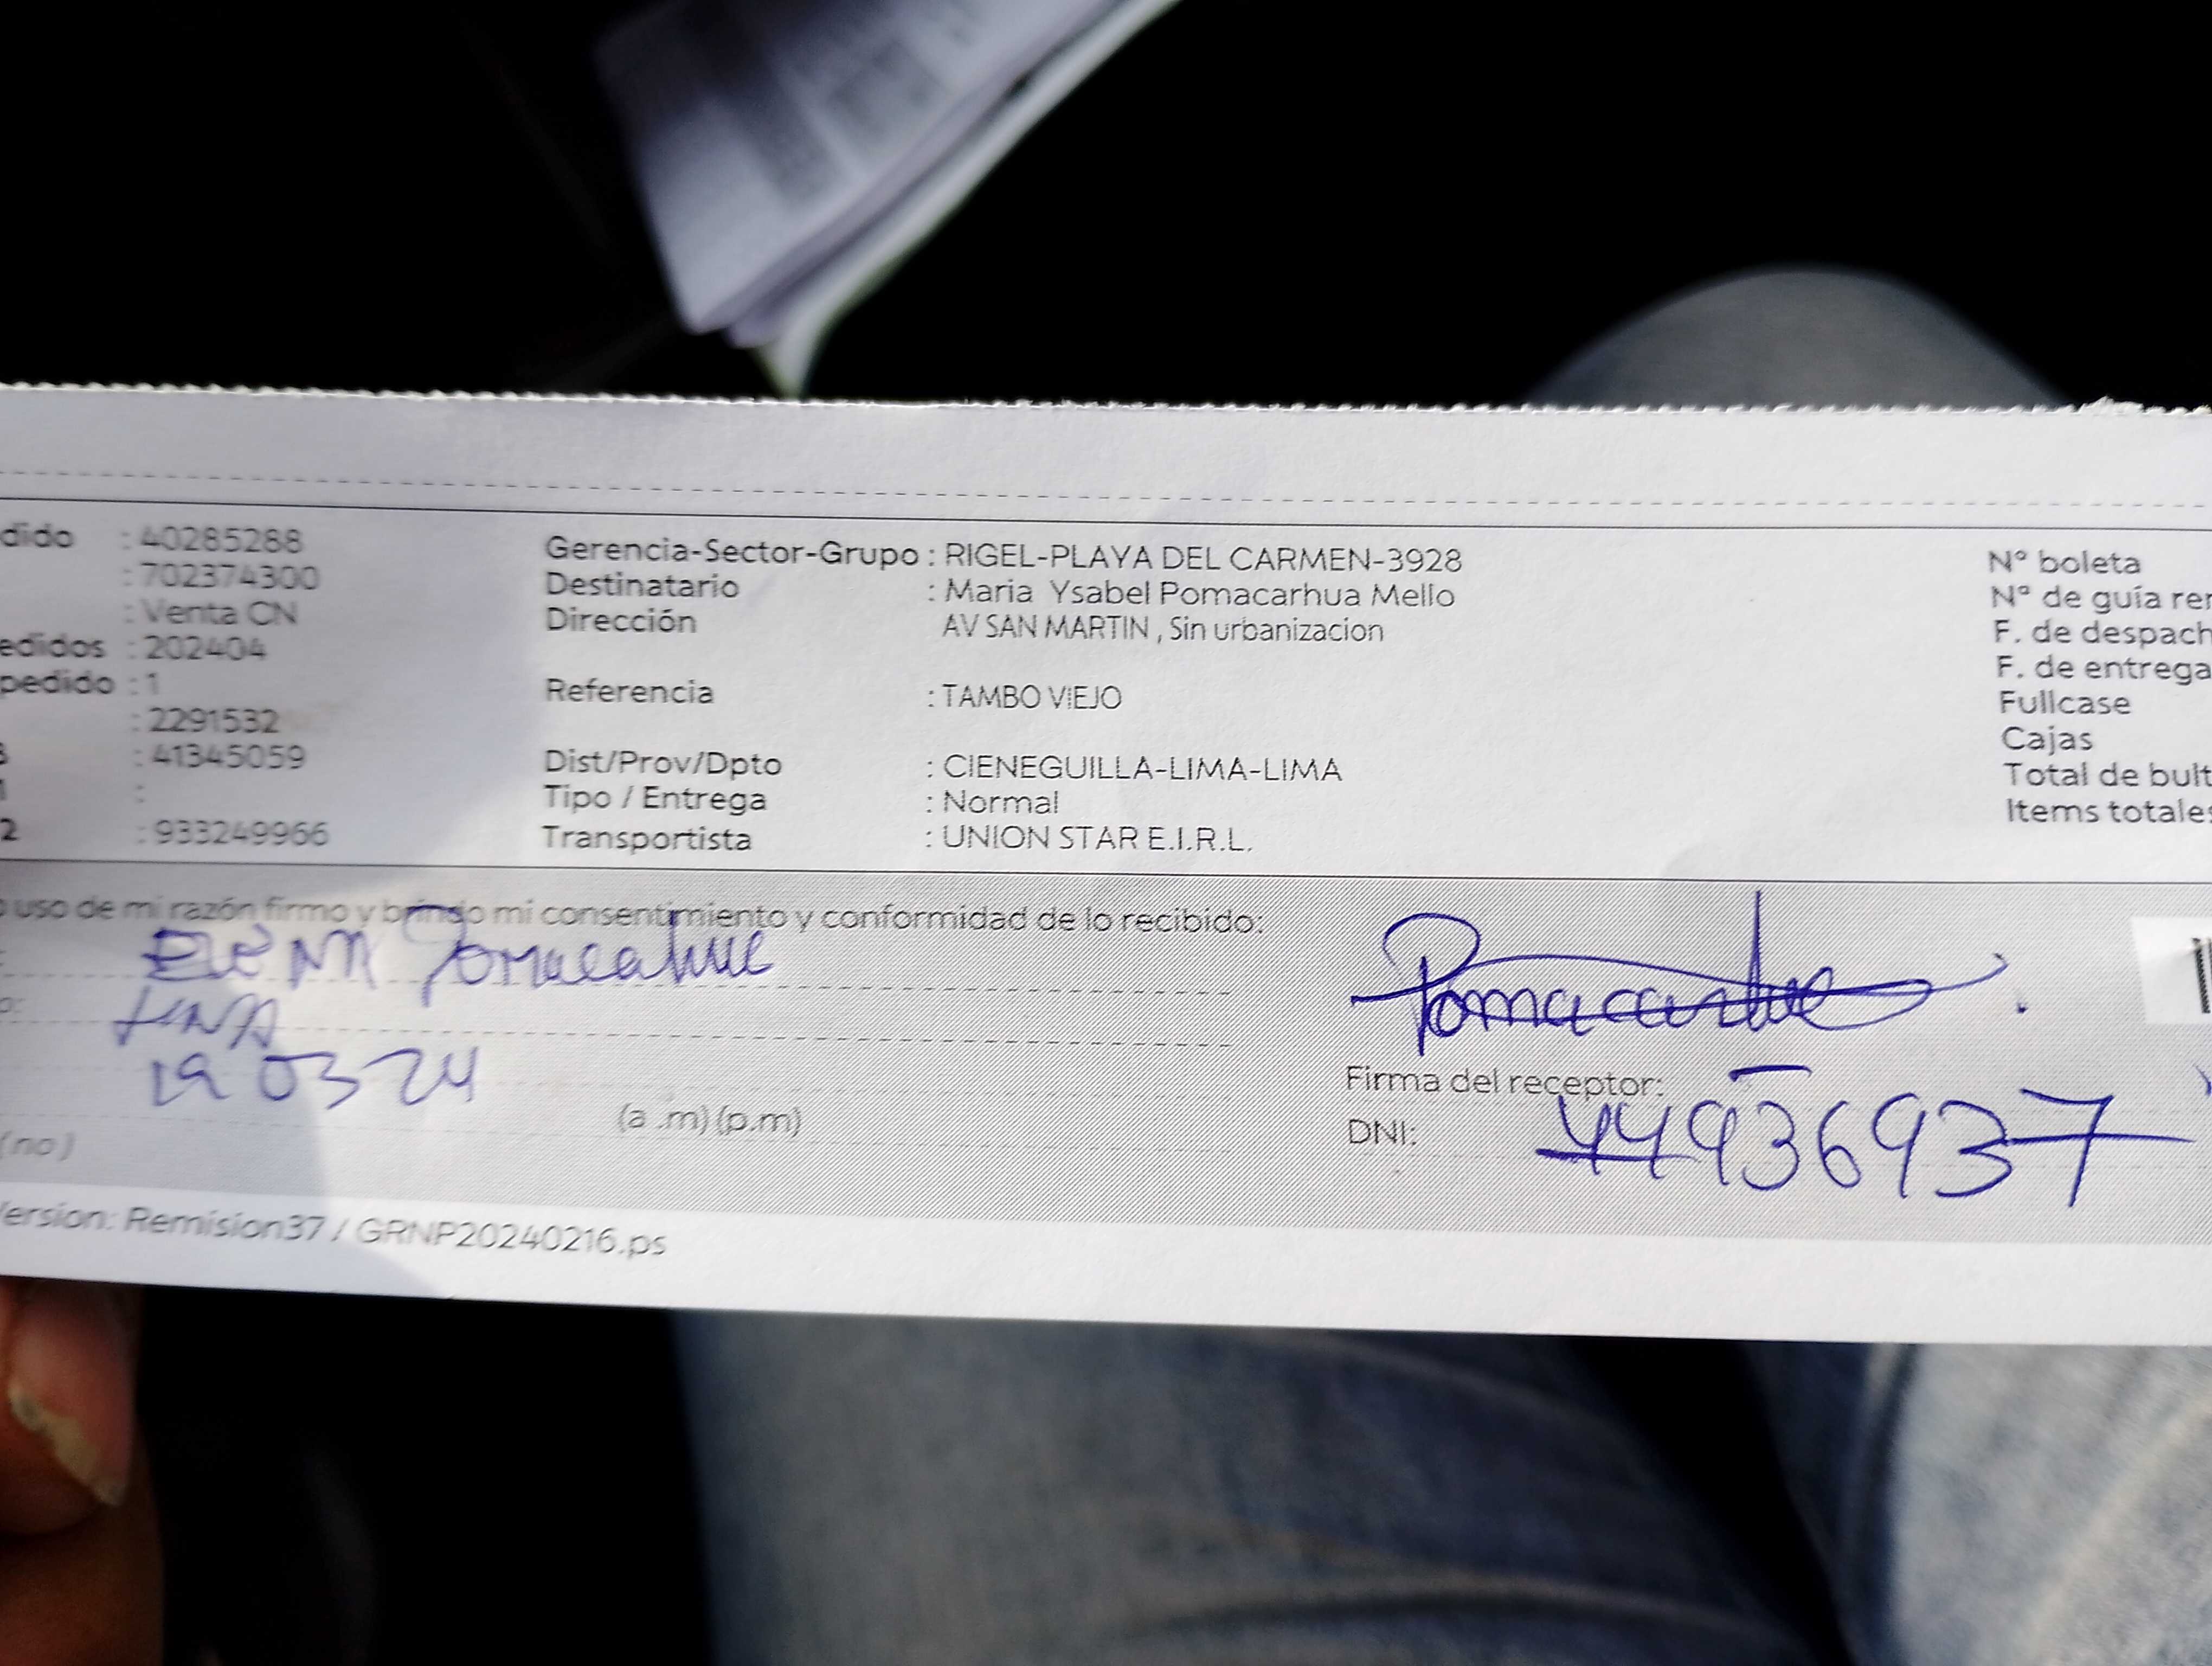 dido : 40285288
: 702374300
: Venta CN
edidos : 202404
pedido : 1
: 2291532
: 41345059
:
2 : 933249966
Gerencia-Sector-Grupo : RIGEL-PLAYA DEL CARMEN-3928
Destinatario : Maria Ysabel Pomacarhua Mello
Dirección AV SAN MARTIN , Sin urbanizacion
Referencia : TAMBO VIEJO
Dist/Prov/Dpto : CIENEGUILLA-LIMA-LIMA
Tipo / Entrega : Normal
Transportista : UNION STAR E.I.R.L.
N° boleta
N° de guía rer
F. de despach
F. de entrega
Fullcase
Cajas
Total de bult
Items totales
o uso de mi razón firmo y brindo mi consentimiento y conformidad de lo recibido:
19 03 24
(a .m) (p.m)
(no)
Pomacarhua
Firma del receptor:
DNI: 44936937
Version: Remision37 / GRNP20240216.ps